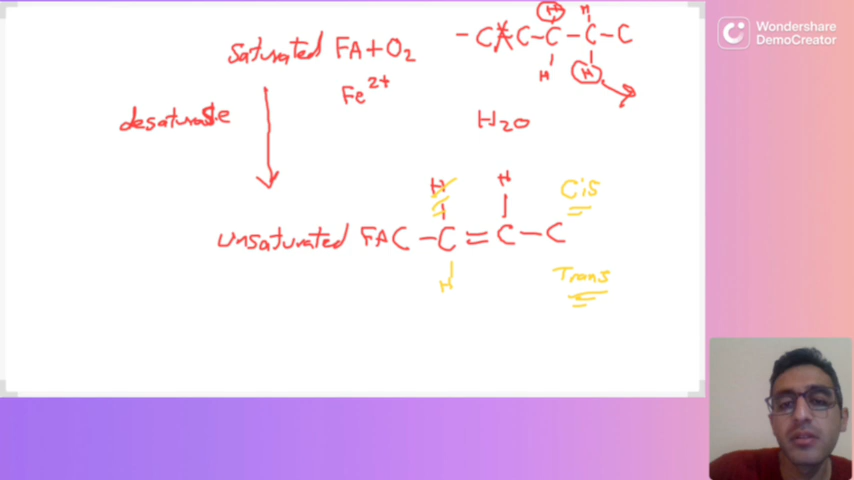 H H
Saturated FA + O2 – C C – C – C – C
H H
Fe2+
desaturase
H2O
H H Cis
Unsaturated FA C – C = C – C
H Trans
Wondershare
DemoCreator